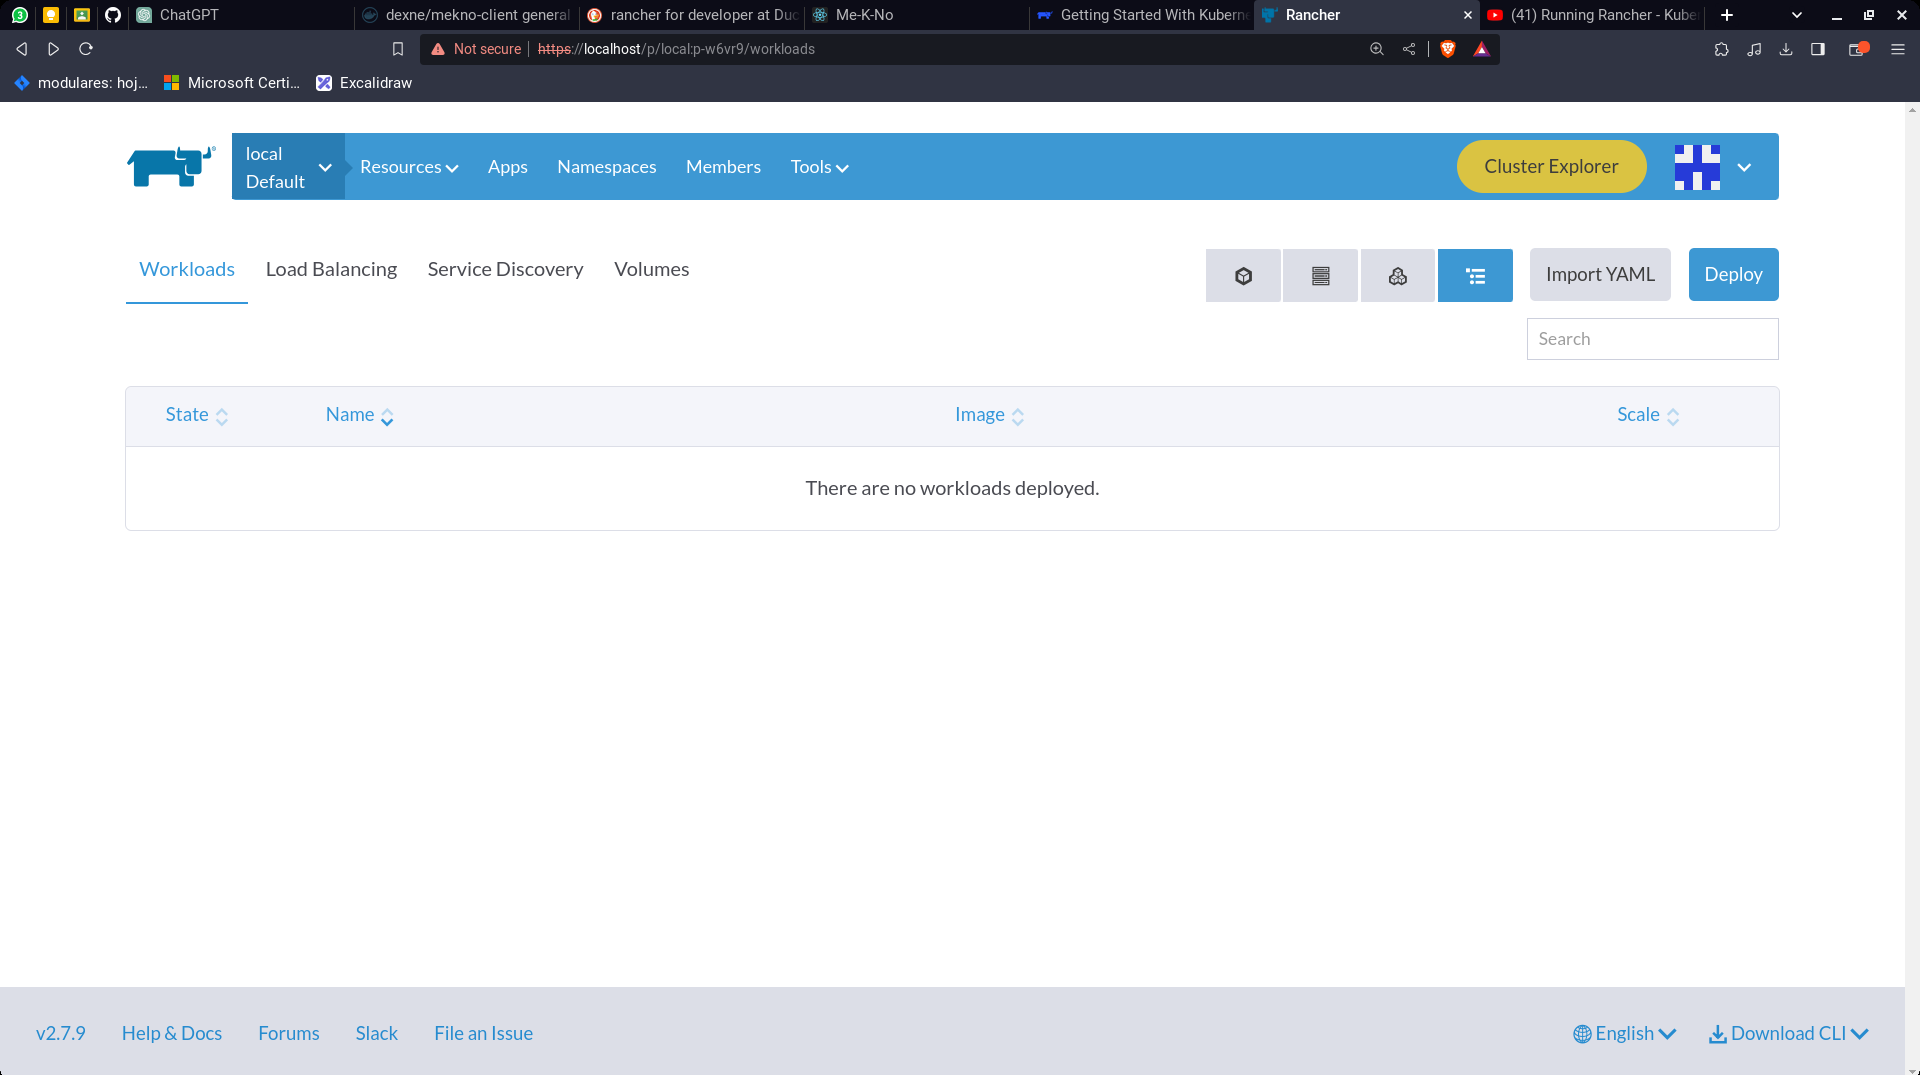 3
ChatGPT
dexne/mekno-client general
rancher for developer at Duc
Me-K-No
Getting Started With Kuberne
Rancher
(41) Running Rancher - Kuber
Not secure
https://localhost/p/local:p-w6vr9/workloads
modulares: hoj...
Microsoft Certi...
Excalidraw
local
Default
Resources
Apps
Namespaces
Members
Tools
Cluster Explorer
Workloads
Load Balancing
Service Discovery
Volumes
Import YAML
Deploy
Search
State
Name
Image
Scale
There are no workloads deployed.
v2.7.9
Help & Docs
Forums
Slack
File an Issue
English
Download CLI